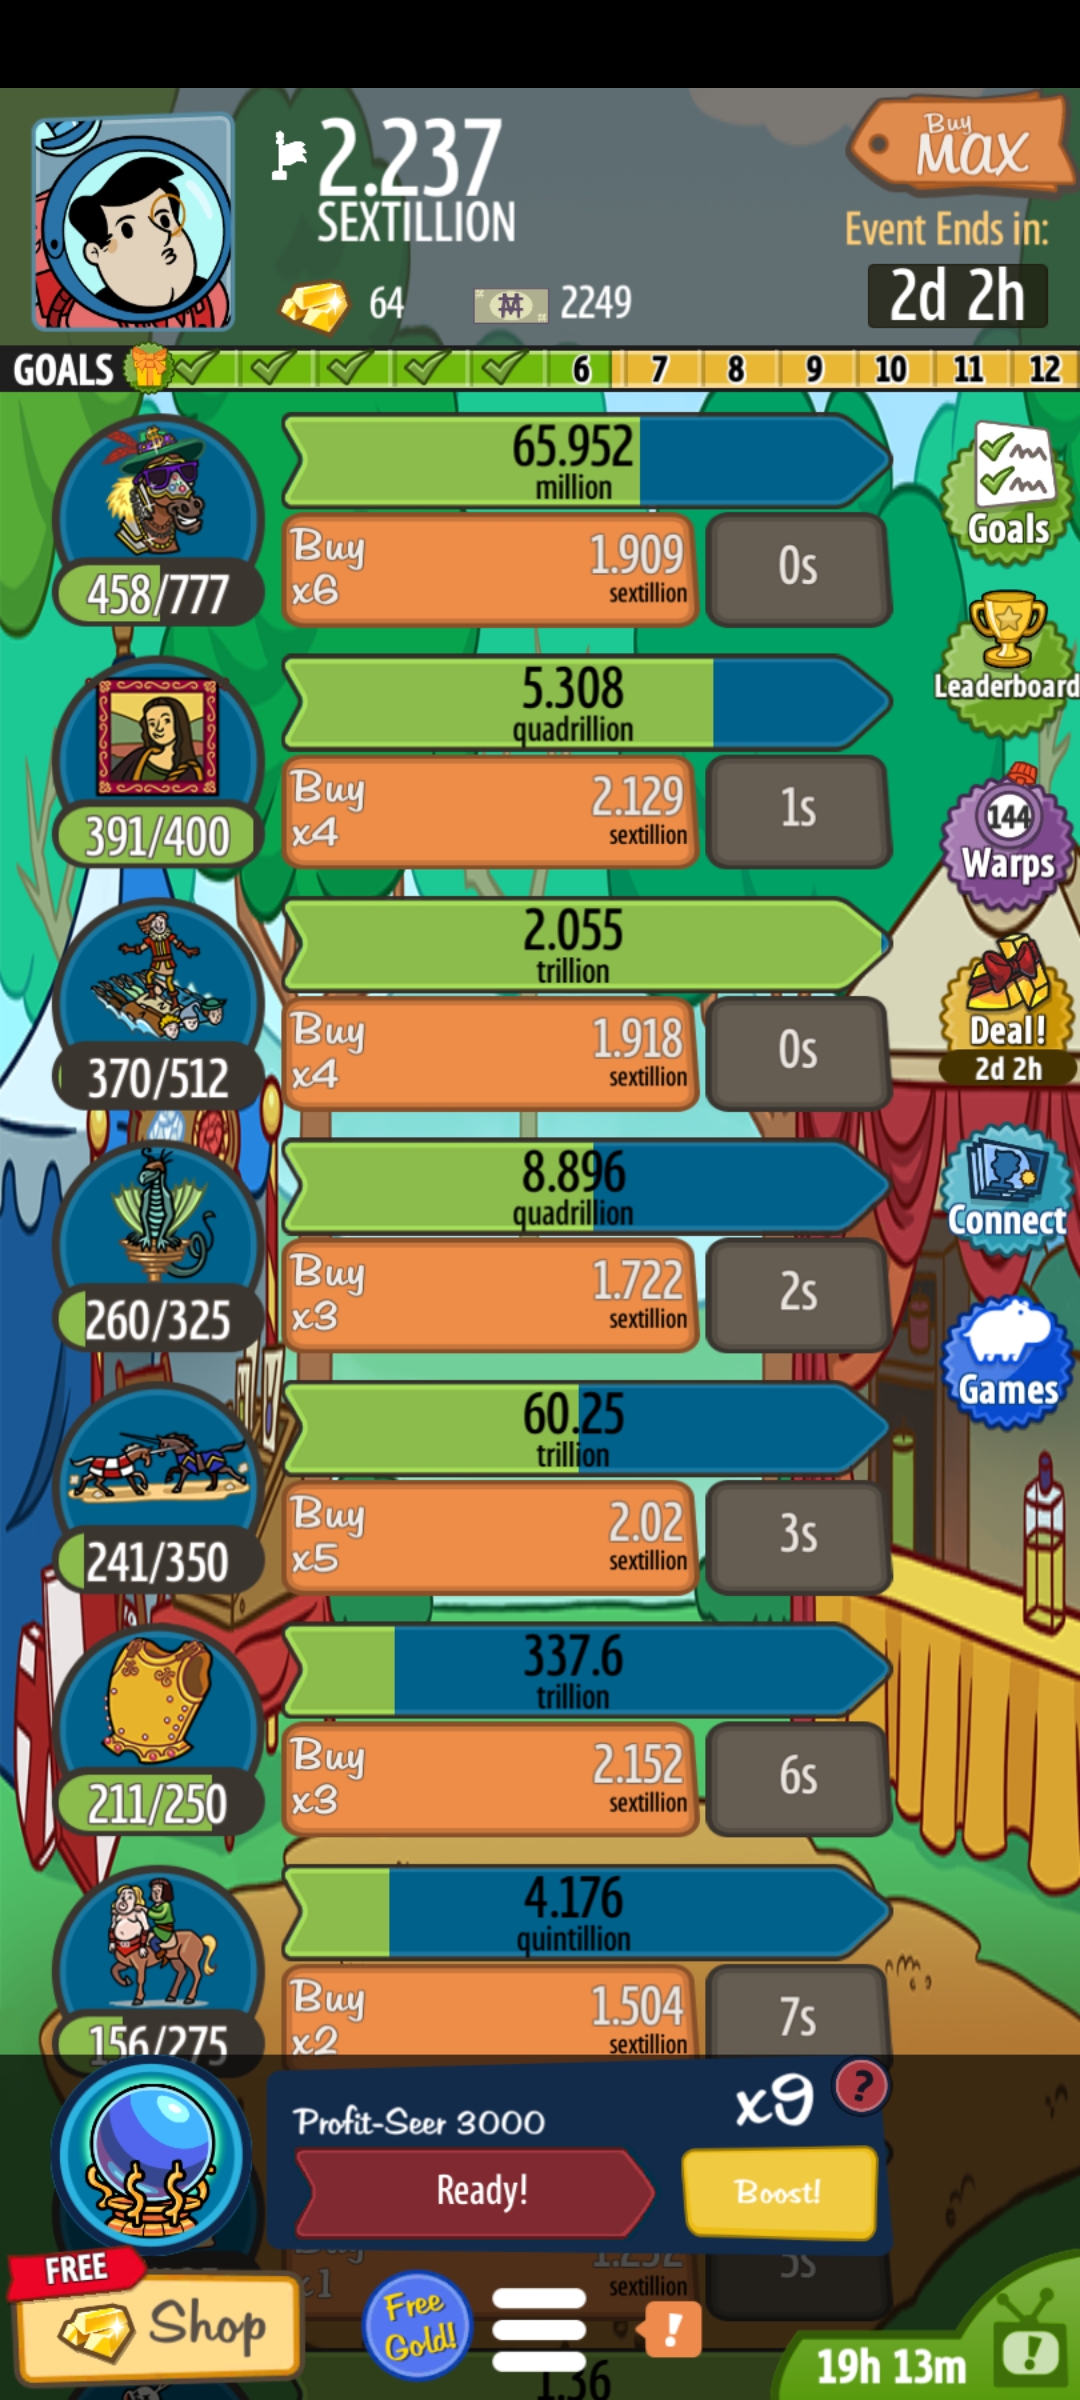 2.237
SEXTILLION
Buy
MAX
Event Ends in:
2d 2h
64
2249
GOALS 6 7 8 9 10 11 12
65.952
million
Buy
x6
1.909
sextillion
0s
458/777
Goals
5.308
quadrillion
Leaderboard
Buy
x4
2.129
sextillion
1s
391/400
144
Warps
2.055
trillion
Buy
x4
1.918
sextillion
0s
370/512
Deal!
2d 2h
8.896
quadrillion
Connect
Buy
x3
1.722
sextillion
2s
260/325
Games
60.25
trillion
Buy
x5
2.02
sextillion
3s
241/350
337.6
trillion
Buy
x3
2.152
sextillion
6s
211/250
4.176
quintillion
Buy
x2
1.504
sextillion
7s
156/275
Profit-Seer 3000
x9
?
Ready!
Boost!
x1
sextillion
5s
FREE
Shop
Free
Gold!
!
1.36
19h 13m
!